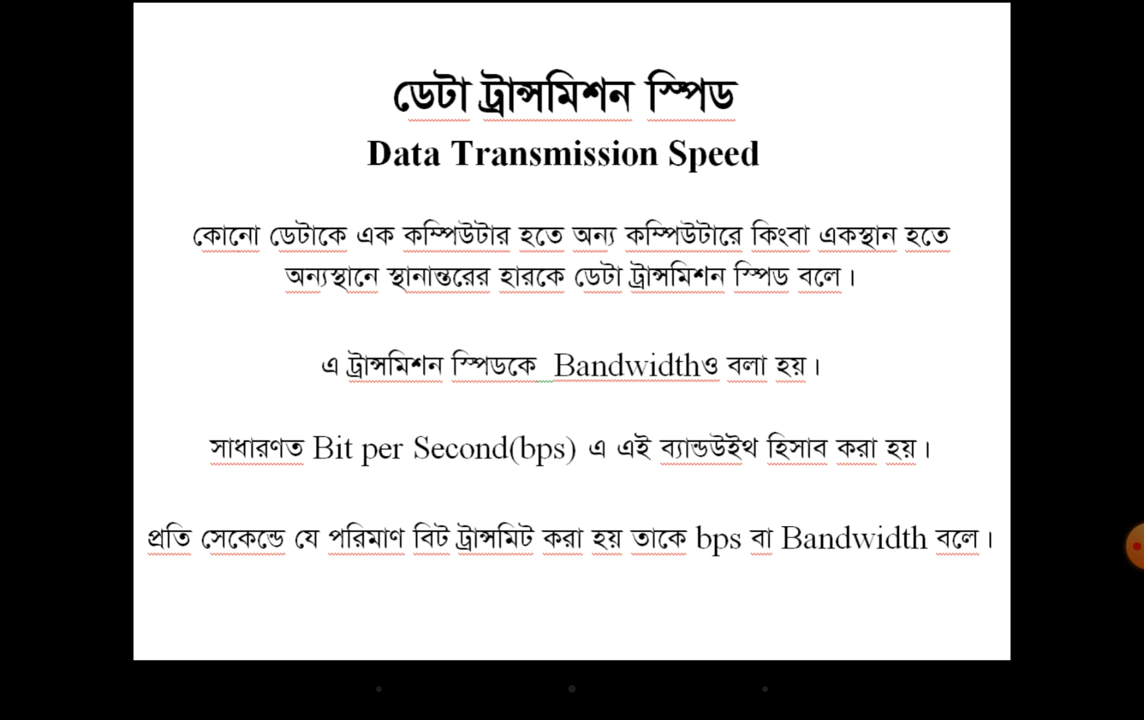 ডেটা ট্রান্সমিশন স্পিড
Data Transmission Speed
কোনো ডেটাকে এক কম্পিউটার হতে অন্য কম্পিউটারে কিংবা একস্থান হতে
অন্যস্থানে স্থানান্তরের হারকে ডেটা ট্রান্সমিশন স্পিড বলে।
এ ট্রান্সমিশন স্পিডকে Bandwidthও বলা হয়।
সাধারণত Bit per Second(bps) এ এই ব্যান্ডউইথ হিসাব করা হয়।
প্রতি সেকেন্ডে যে পরিমাণ বিট ট্রান্সমিট করা হয় তাকে bps বা Bandwidth বলে।